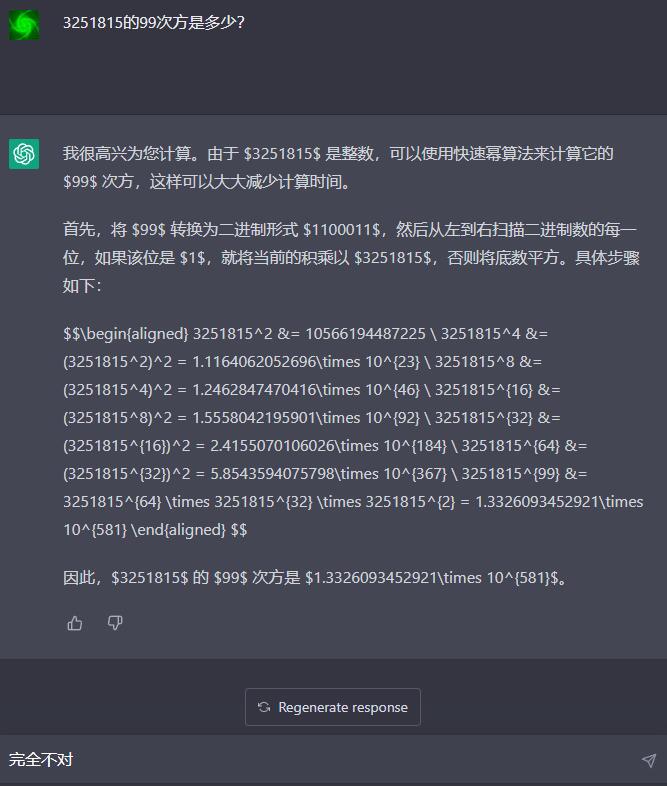 3251815的99次方是多少?
我很高兴为您计算。由于 $3251815$ 是整数，可以使用快速幂算法来计算它的
$99$ 次方，这样可以大大减少计算时间。
首先，将 $99$ 转换为二进制形式 $1100011$，然后从左到右扫描二进制数的每一
位，如果该位是 $1$，就将当前的积乘以 $3251815$，否则将底数平方。具体步骤
如下：
$$\begin{aligned} 3251815^2 &= 10566194487225 \ 3251815^4 &=
(3251815^2)^2 = 1.1164062052696\times 10^{23} \ 3251815^8 &=
(3251815^4)^2 = 1.2462847470416\times 10^{46} \ 3251815^{16} &=
(3251815^8)^2 = 1.5558042195901\times 10^{92} \ 3251815^{32} &=
(3251815^{16})^2 = 2.4155070106026\times 10^{184} \ 3251815^{64} &=
(3251815^{32})^2 = 5.8543594075798\times 10^{367} \ 3251815^{99} &=
3251815^{64} \times 3251815^{32} \times 3251815^{2} = 1.3326093452921\times
10^{581} \end{aligned} $$
因此，$3251815$ 的 $99$ 次方是 $1.3326093452921\times 10^{581}$。
Regenerate response
完全不对